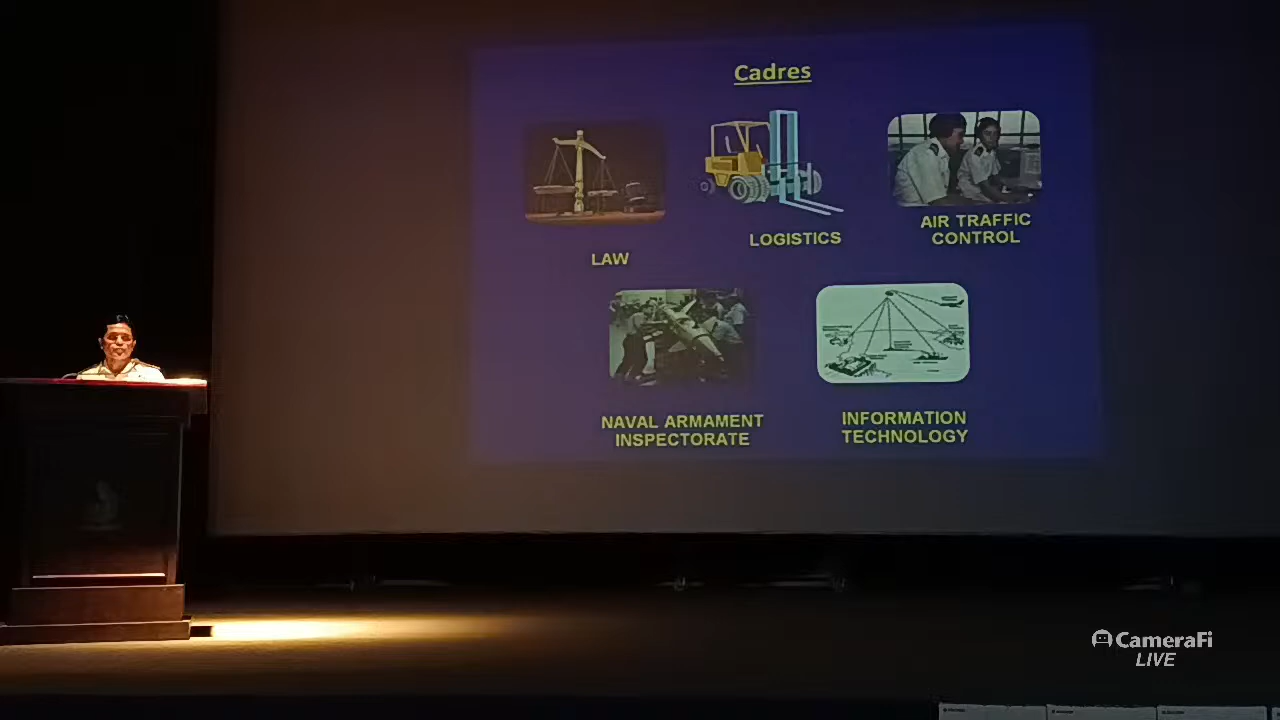 Cadres
LAW
LOGISTICS
AIR TRAFFIC
CONTROL
NAVAL ARMAMENT
INSPECTORATE
INFORMATION
TECHNOLOGY
CameraFi
LIVE